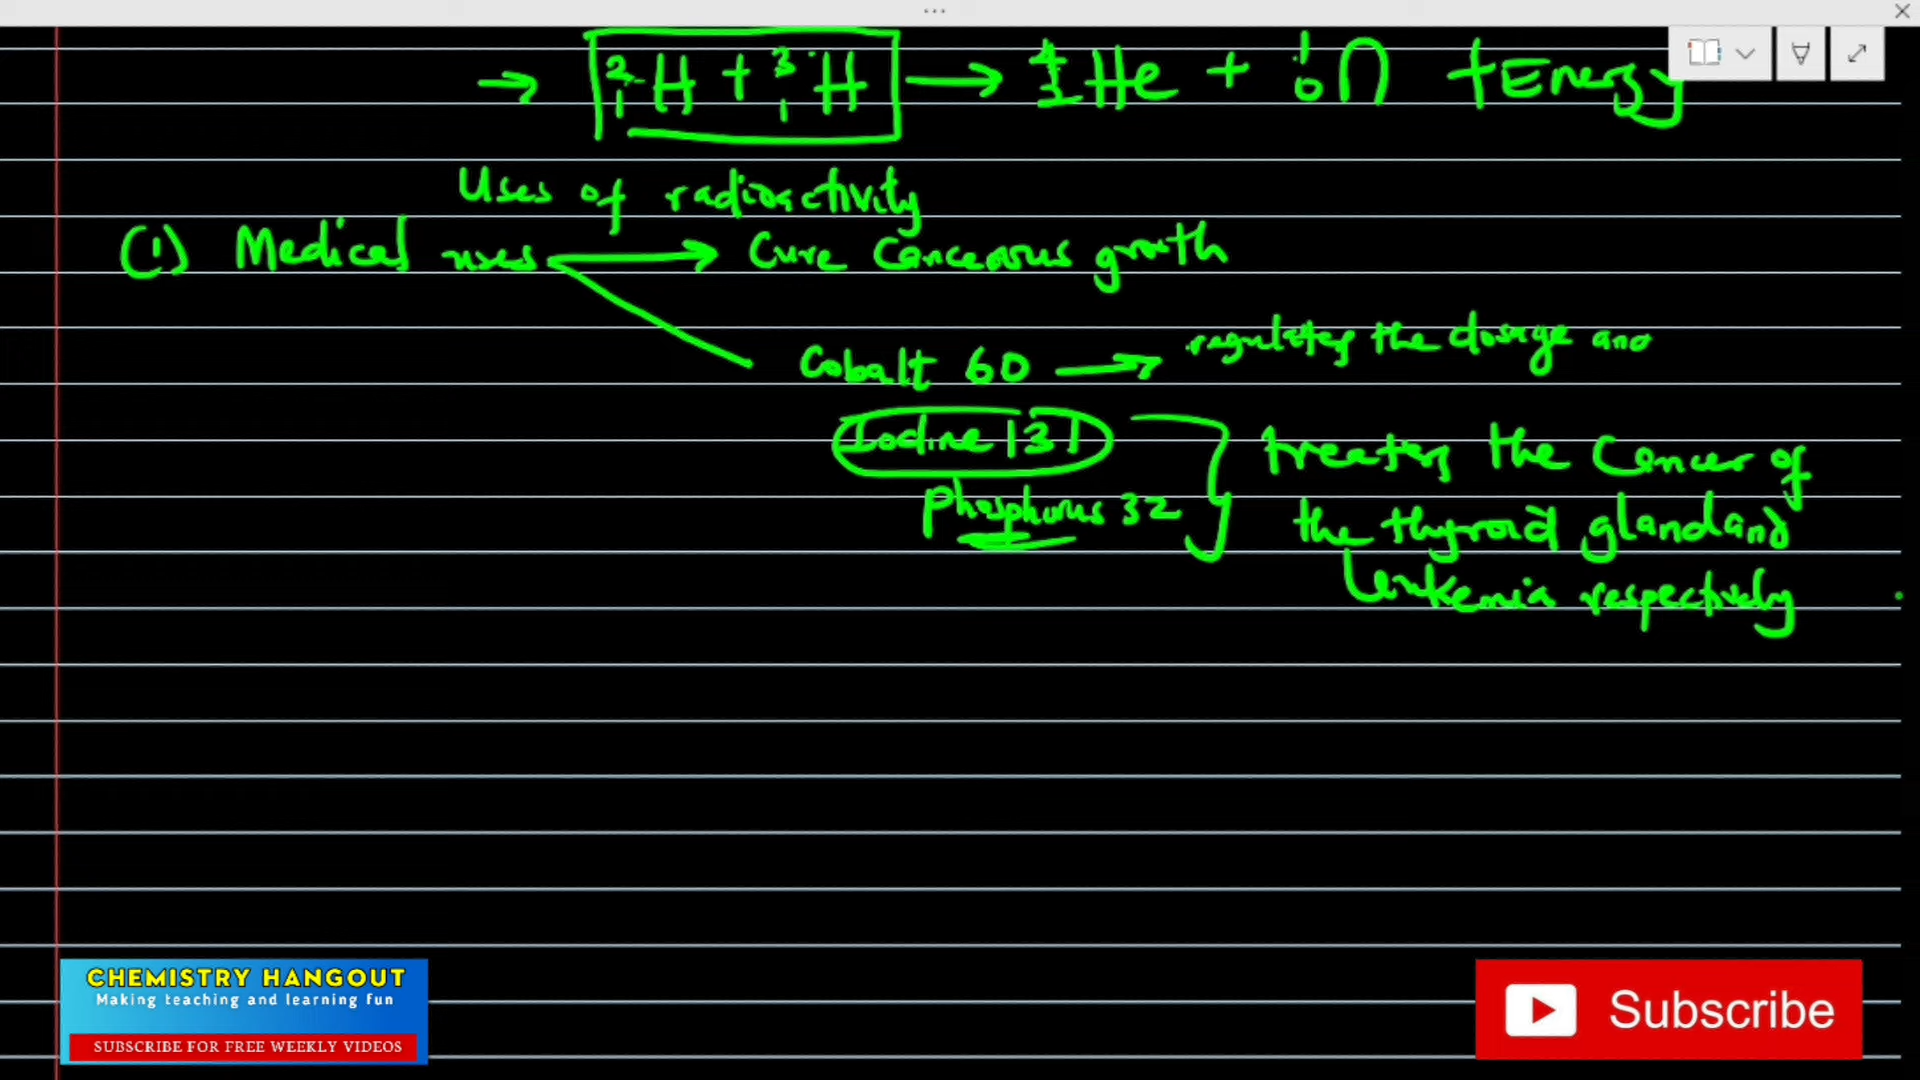 → ²₁H + ³₁H → ⁴₂He + ¹₀n + Energy
Uses of radioactivity
(1) Medical uses → Cure Cancerous growth
Cobalt 60 → regulates the dosage and
Iodine 131
treaters the Cancer of
Phosphorus 32
the thyroid gland and
Leukemia respectively
CHEMISTRY HANGOUT
Making teaching and learning fun
SUBSCRIBE FOR FREE WEEKLY VIDEOS
Subscribe